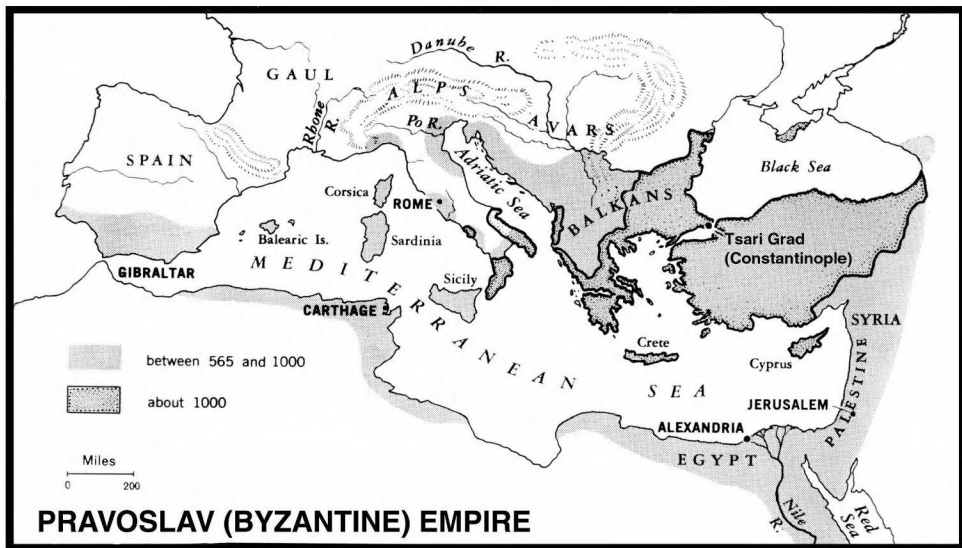 Danube R.
GAUL
ALPS
Rhone R.
Po R.
AVARS
SPAIN
Adriatic Sea
Black Sea
Corsica
ROME
BALKANS
Tsari Grad
(Constantinople)
Balearic Is.
Sardinia
GIBRALTAR
MEDITERRANEAN SEA
Sicily
CARTHAGE
SYRIA
Crete
Cyprus
between 565 and 1000
about 1000
JERUSALEM
PALESTINE
ALEXANDRIA
EGYPT
Miles
0 200
Nile R.
Red Sea
PRAVOSLAV (BYZANTINE) EMPIRE